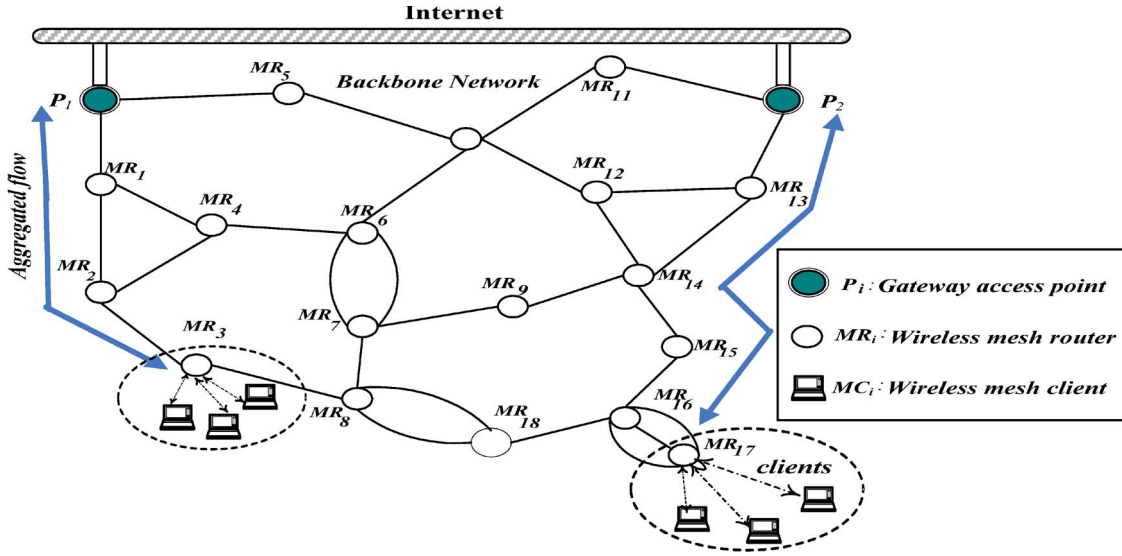 Internet
Backbone Network
P1
MR5
MR11
P2
MR1
MR12
MR13
MR4
MR6
Aggregated flow
MR2
MR14
MR9
MR7
MR3
MR15
MR8
MR18
MR16
MR17
clients
Pi : Gateway access point
MRi : Wireless mesh router
MCi : Wireless mesh client